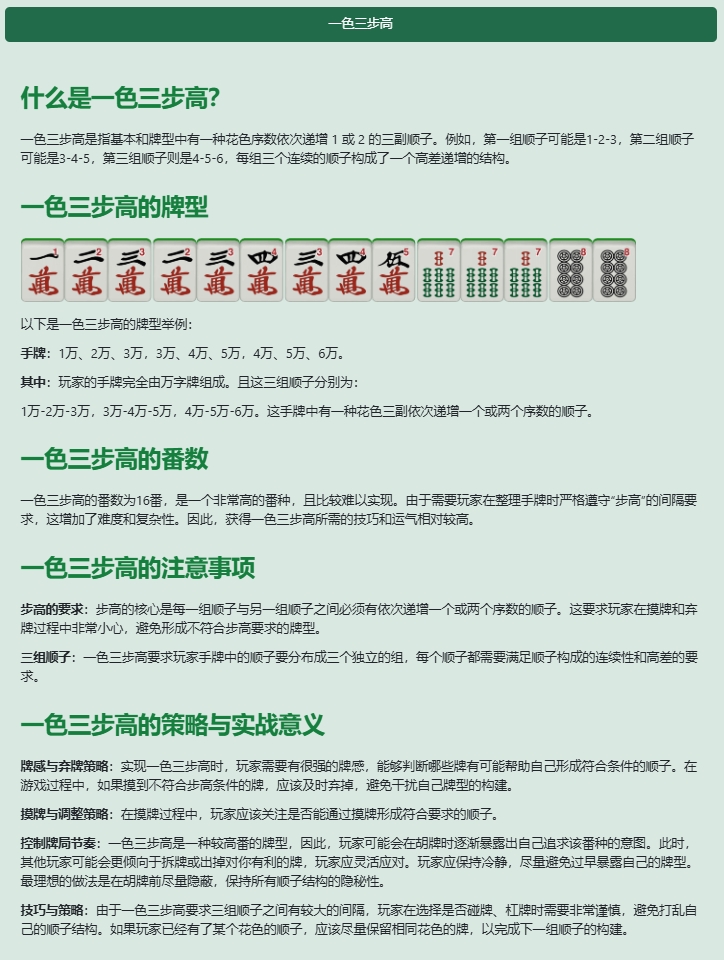 一色三步高
什么是一色三步高？
一色三步高是指基本和牌型中有一种花色序数依次递增 1 或 2 的三副顺子。例如，第一组顺子可能是1-2-3，第二组顺子
可能是3-4-5，第三组顺子则是4-5-6，每组三个连续的顺子构成了一个高差递增的结构。
一色三步高的牌型
一萬1 二萬2 三萬3 二萬2 三萬3 四萬4 三萬3 四萬4 伍萬5 7 7 7 8 8
以下是一色三步高的牌型举例：
手牌：1万、2万、3万，3万、4万、5万，4万、5万、6万。
其中：玩家的手牌完全由万字牌组成。且这三组顺子分别为：
1万-2万-3万，3万-4万-5万，4万-5万-6万。这手牌中有一种花色三副依次递增一个或两个序数的顺子。
一色三步高的番数
一色三步高的番数为16番，是一个非常高的番种，且比较难以实现。由于需要玩家在整理手牌时严格遵守“步高”的间隔要
求，这增加了难度和复杂性。因此，获得一色三步高所需的技巧和运气相对较高。
一色三步高的注意事项
步高的要求：步高的核心是每一组顺子与另一组顺子之间必须有依次递增一个或两个序数的顺子。这要求玩家在摸牌和弃
牌过程中非常小心，避免形成不符合步高要求的牌型。
三组顺子：一色三步高要求玩家手牌中的顺子要分布成三个独立的组，每个顺子都需要满足顺子构成的连续性和高差的要
求。
一色三步高的策略与实战意义
牌感与弃牌策略：实现一色三步高时，玩家需要有很强的牌感，能够判断哪些牌有可能帮助自己形成符合条件的顺子。在
游戏过程中，如果摸到不符合步高条件的牌，应该及时弃掉，避免干扰自己牌型的构建。
摸牌与调整策略：在摸牌过程中，玩家应该关注是否能通过摸牌形成符合要求的顺子。
控制牌局节奏：一色三步高是一种较高番的牌型，因此，玩家可能会在胡牌时逐渐暴露出自己追求该番种的意图。此时，
其他玩家可能会更倾向于拆牌或出掉对你有利的牌，玩家应灵活应对。玩家应保持冷静，尽量避免过早暴露自己的牌型。
最理想的做法是在胡牌前尽量隐蔽，保持所有顺子结构的隐秘性。
技巧与策略：由于一色三步高要求三组顺子之间有较大的间隔，玩家在选择是否碰牌、杠牌时需要非常谨慎，避免打乱自
己的顺子结构。如果玩家已经有了某个花色的顺子，应该尽量保留相同花色的牌，以完成下一组顺子的构建。